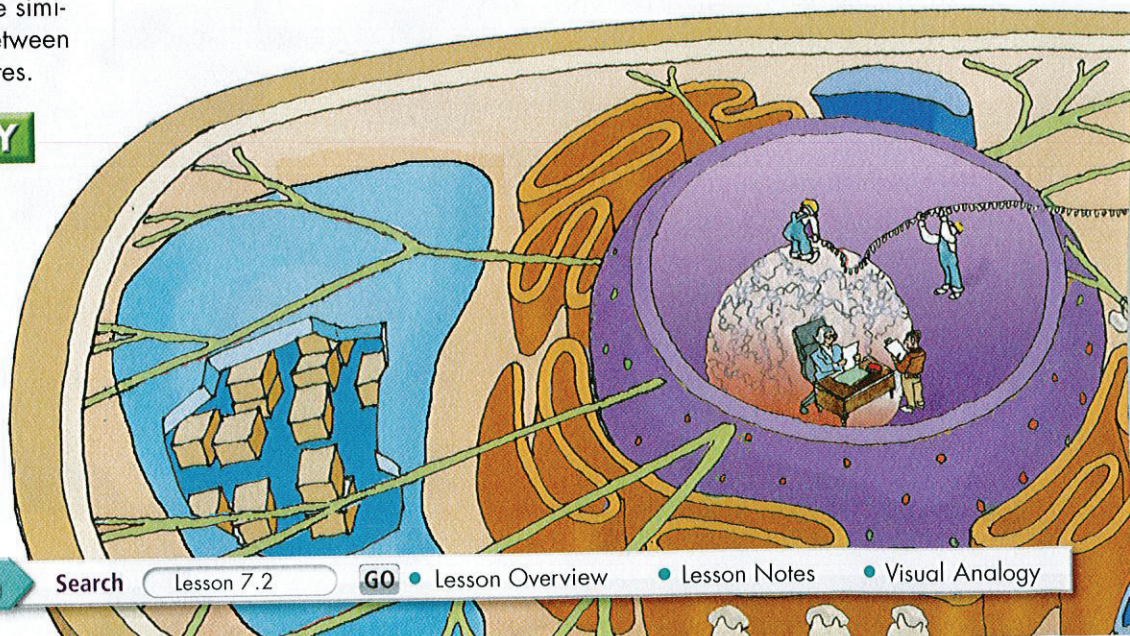 e simi-
etween
res.
Y
Search Lesson 7.2 GO • Lesson Overview • Lesson Notes • Visual Analogy